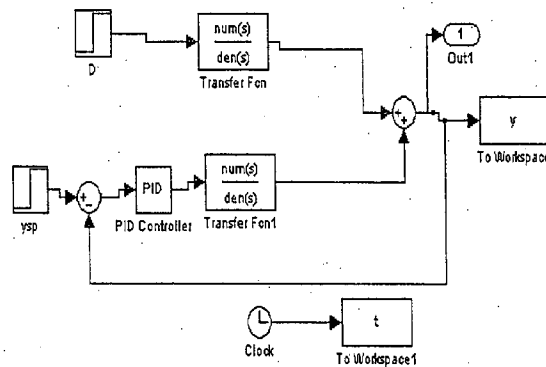 D
num(s)
den(s)
Transfer Fcn
1
Out1
y
To Workspace
ysp
PID
PID Controller
num(s)
den(s)
Transfer Fcn1
Clock
t
To Workspace1